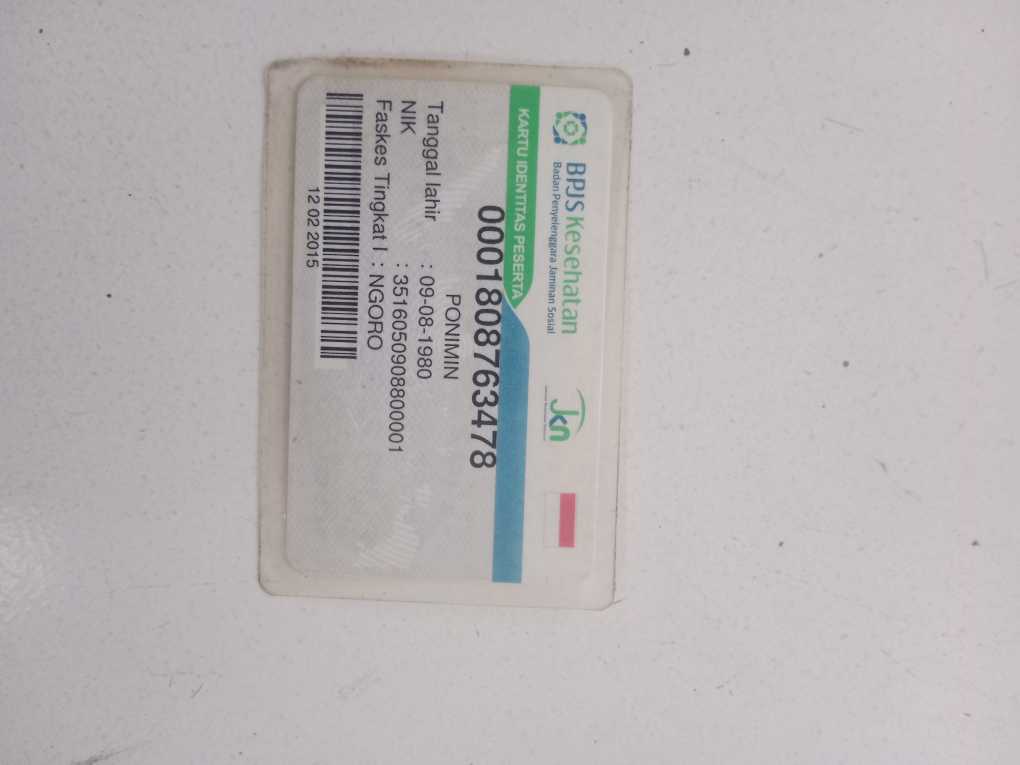 BPJS Kesehatan
Badan Penyelenggara Jaminan Sosial
JKN
KARTU IDENTITAS PESERTA
0001808763478
PONIMIN
Tanggal lahir : 09-08-1980
NIK : 3516050908800001
Faskes Tingkat I : NGORO
12 02 2015